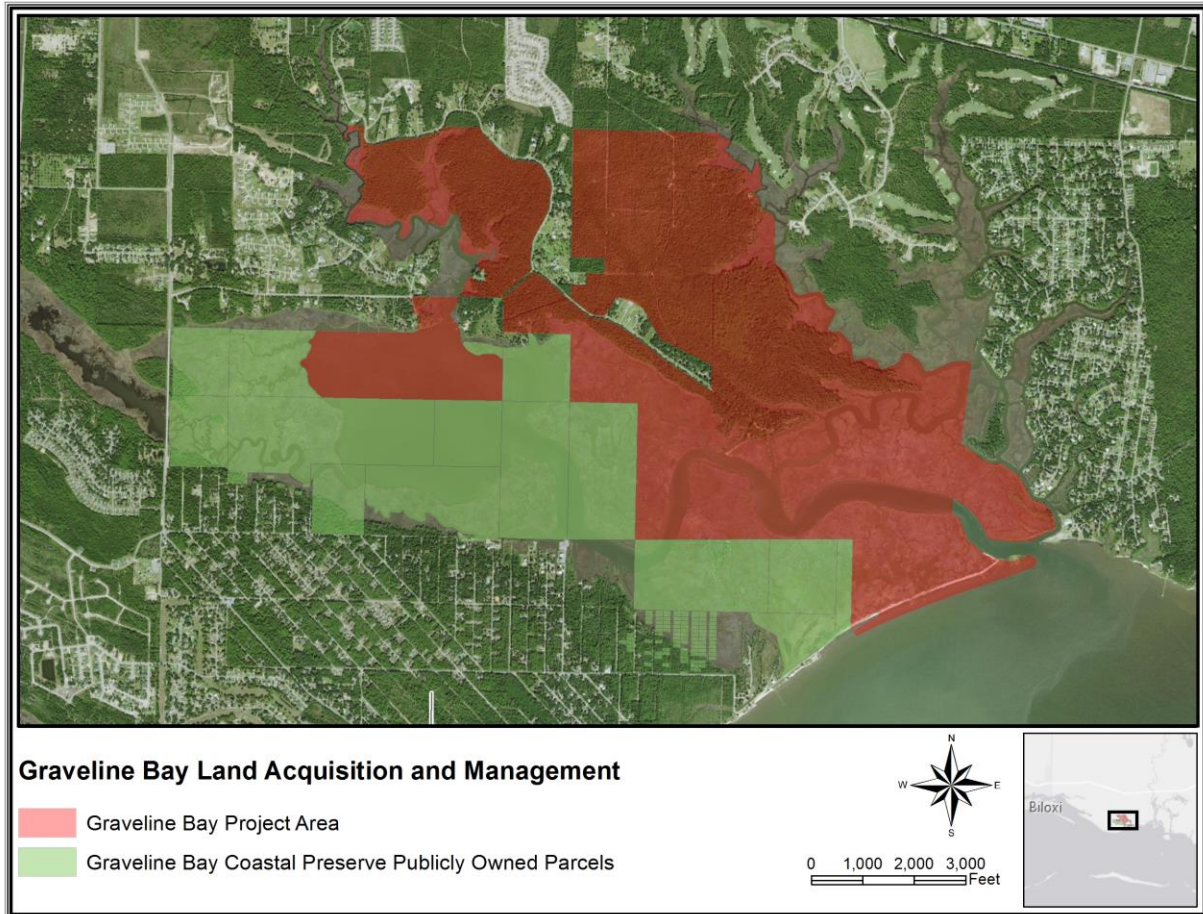 Graveline Bay Land Acquisition and Management
Graveline Bay Project Area
Graveline Bay Coastal Preserve Publicly Owned Parcels
N
W E
S
0 1,000 2,000 3,000
Feet
Biloxi